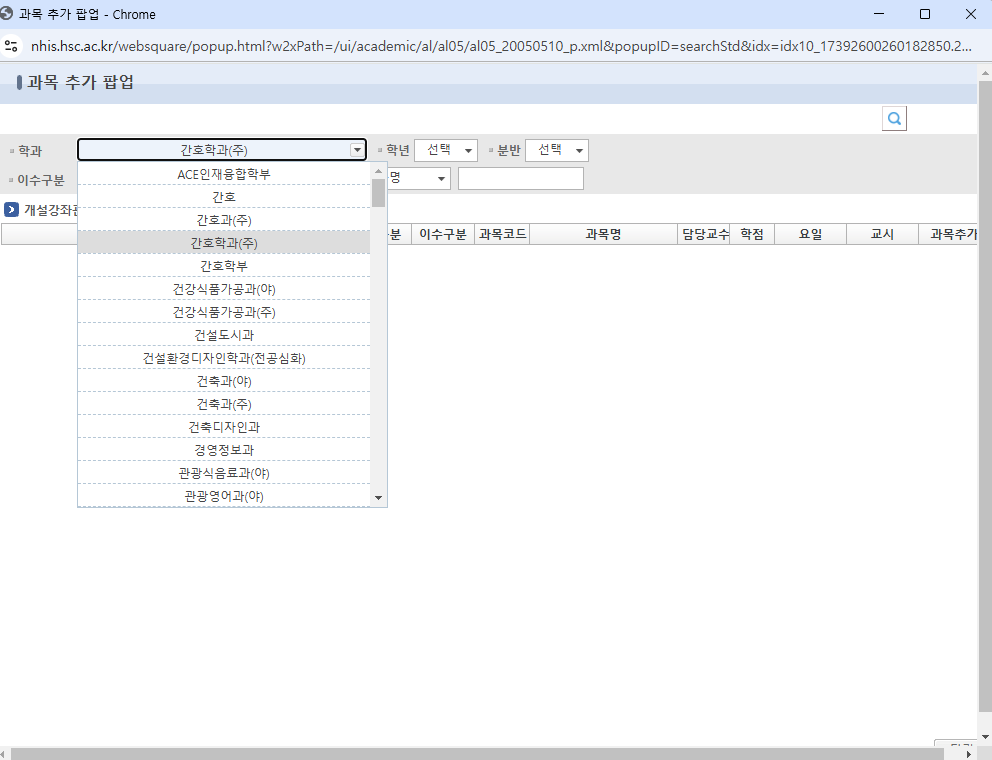 과목 추가 팝업 - Chrome
nhis.hsc.ac.kr/websquare/popup.html?w2xPath=/ui/academic/al/al05/al05_20050510_p.xml&popupID=searchStd&idx=idx10_17392600260182850.2...
과목 추가 팝업
학과 간호학과(주) 학년 선택 분반 선택
이수구분 명
개설강좌
분 이수구분 과목코드 과목명 담당교수 학점 요일 교시 과목추가
ACE인재융합학부
간호
간호과(주)
간호학과(주)
간호학부
건강식품가공과(야)
건강식품가공과(주)
건설도시과
건설환경디자인학과(전공심화)
건축과(야)
건축과(주)
건축디자인과
경영정보과
관광식음료과(야)
관광영어과(야)